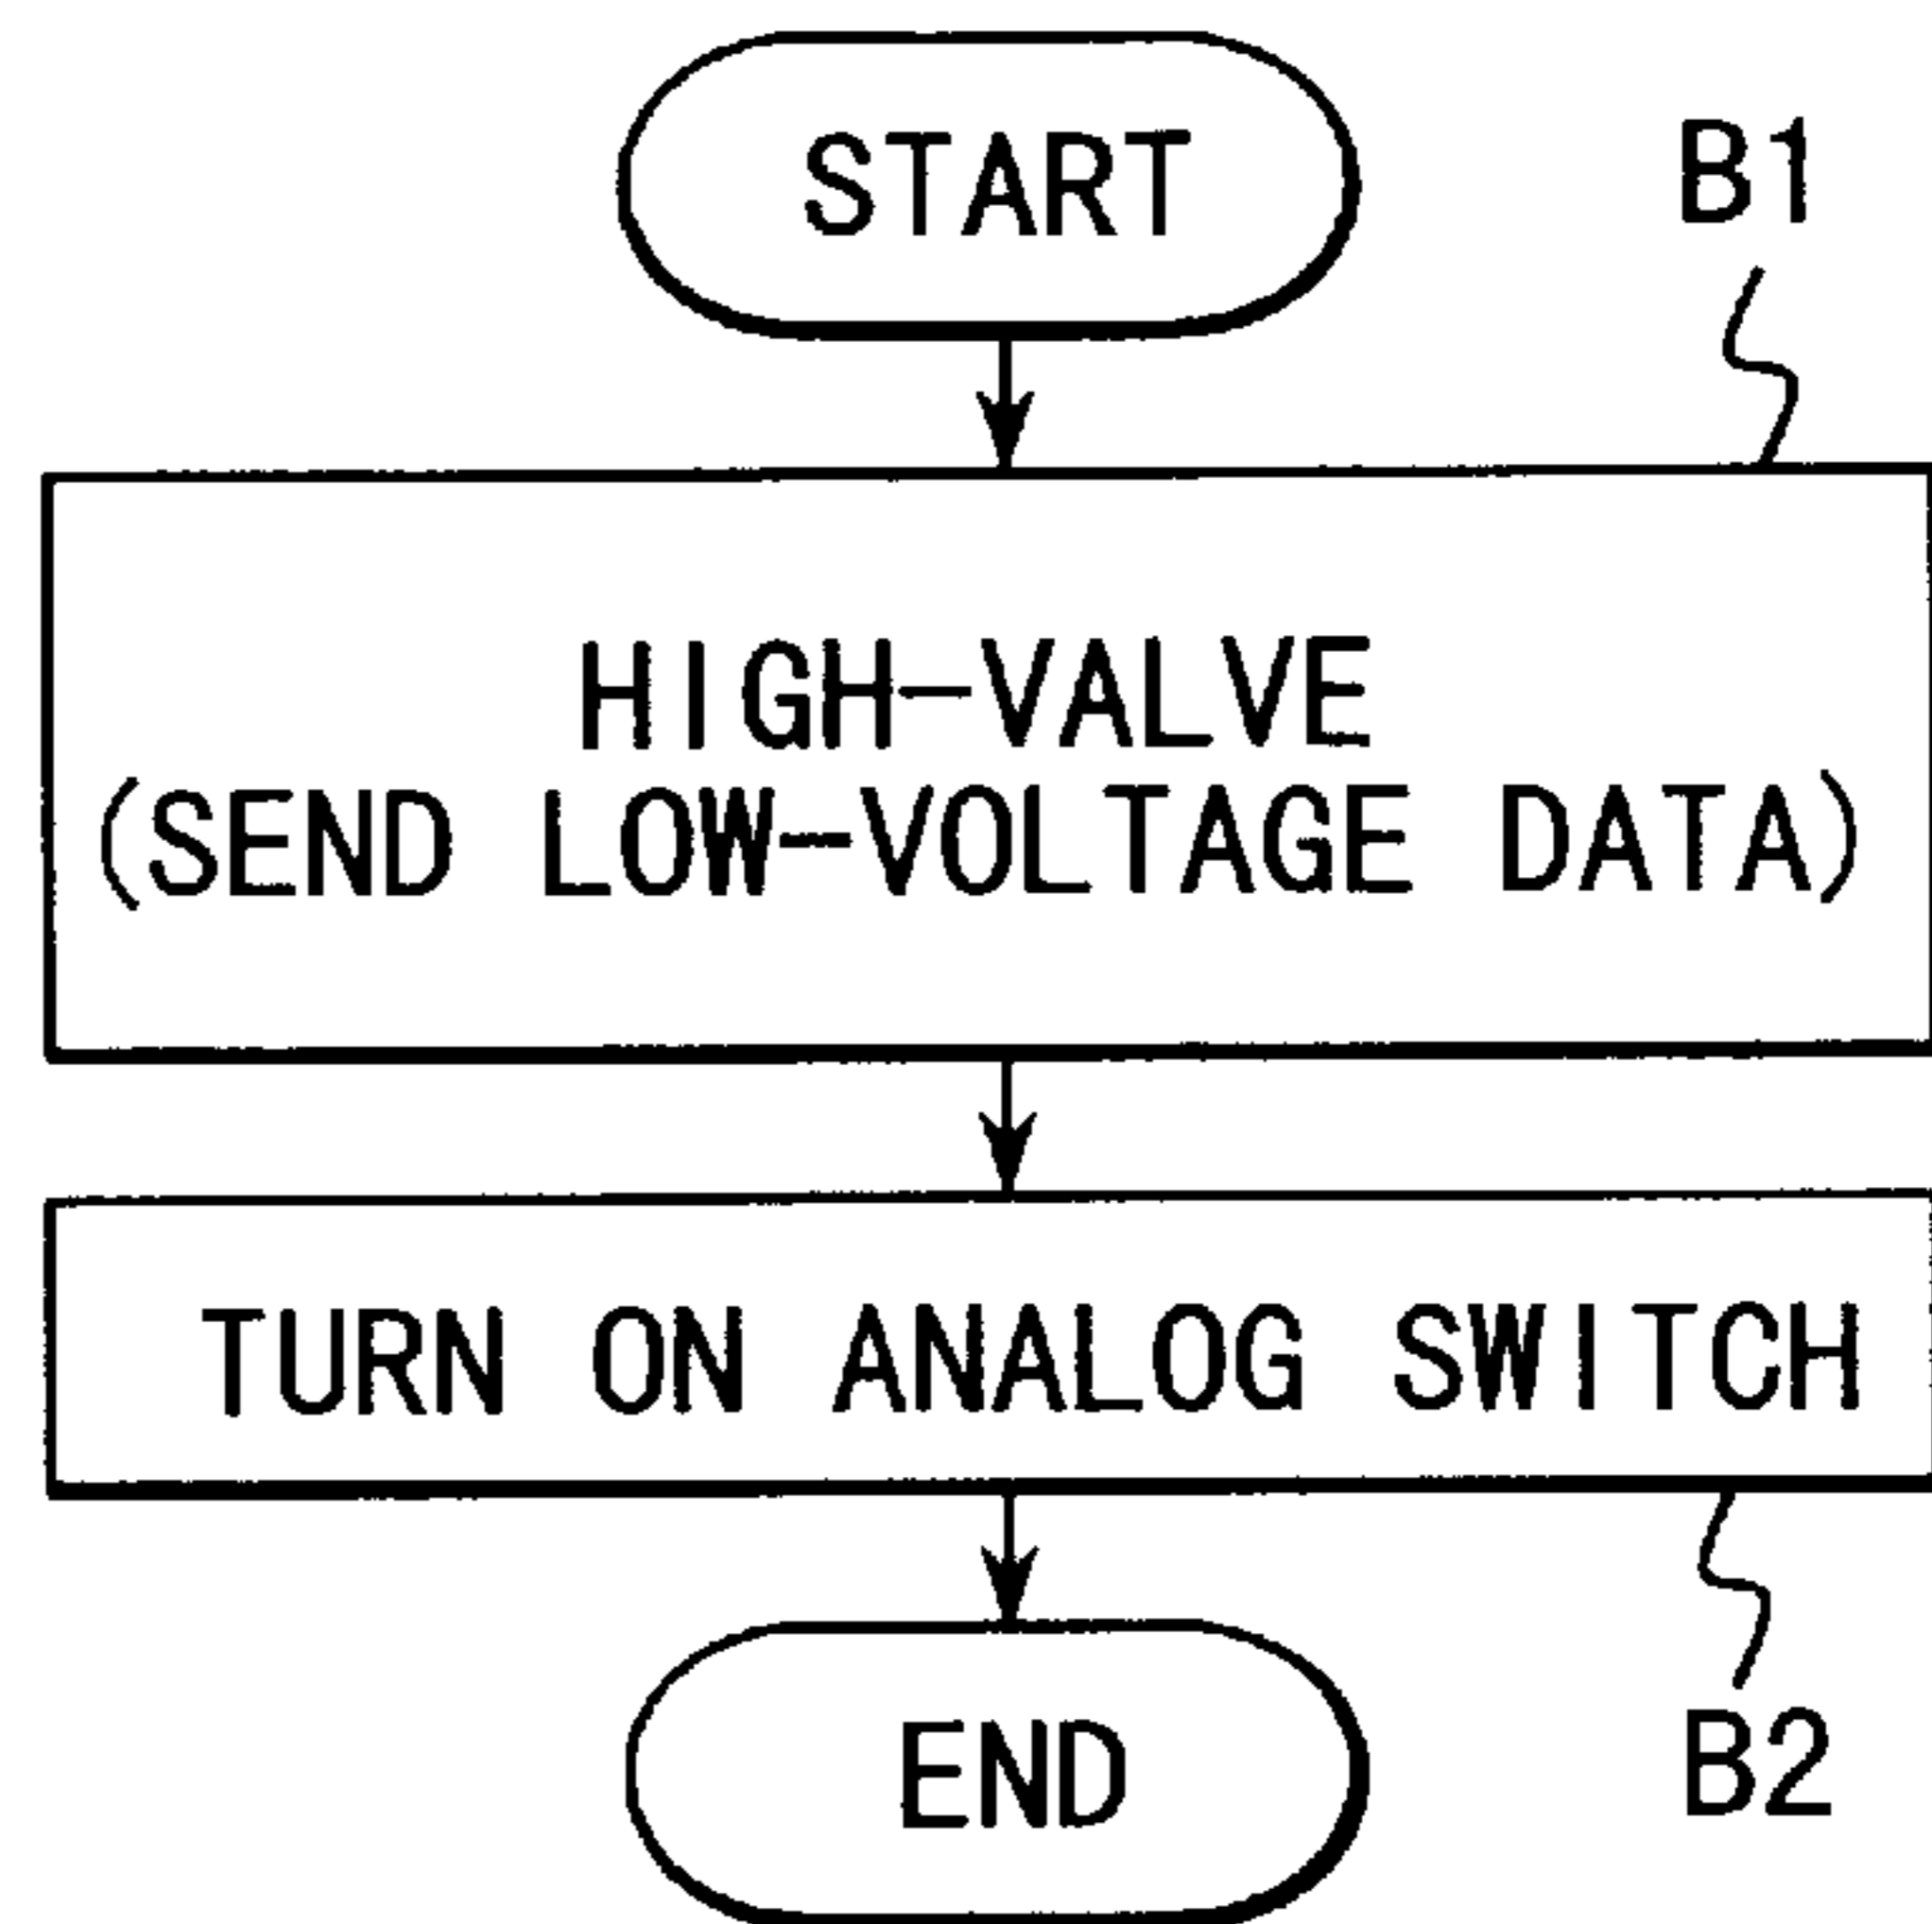 START
B1
HIGH-VALVE
(SEND LOW-VOLTAGE DATA)
TURN ON ANALOG SWITCH
END
B2